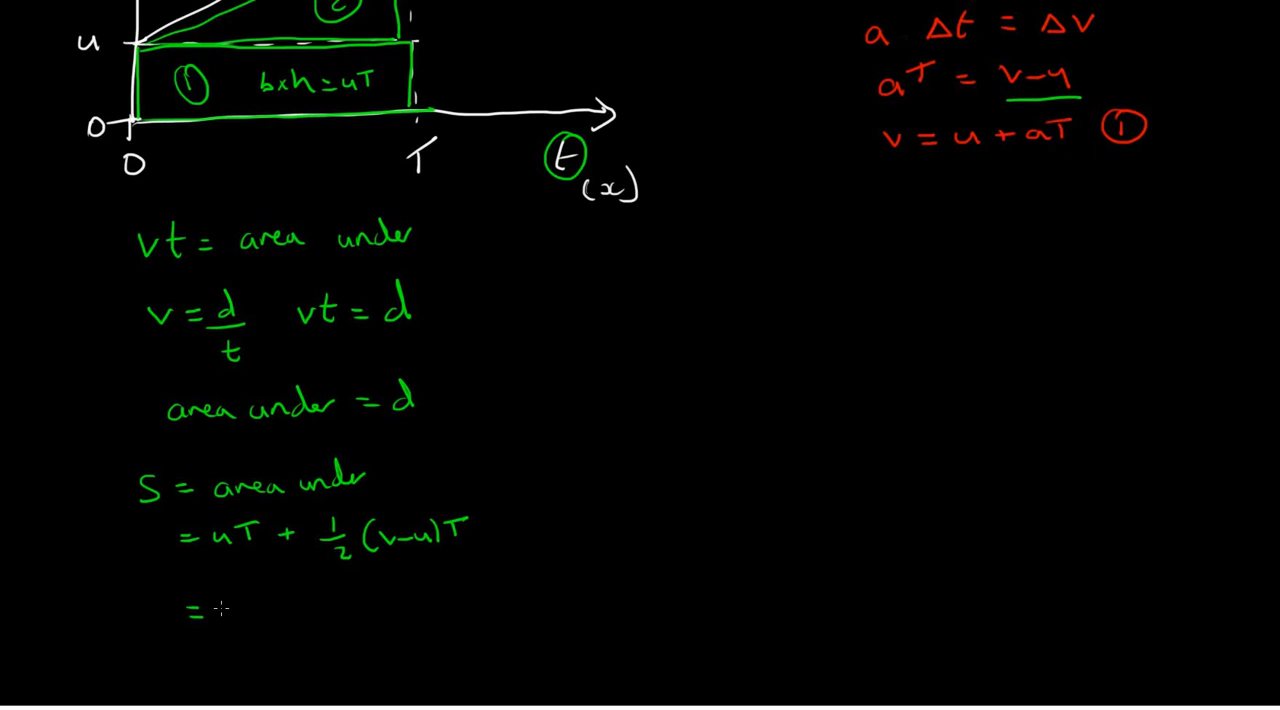 ②
u
① b×h=uT
0
0 T t
(x)
vt = area under
v = d/t vt = d
area under = d
S = area under
= uT + 1/2 (v-u)T
=
a Δt = Δv
aT = v-u
v = u + aT ①